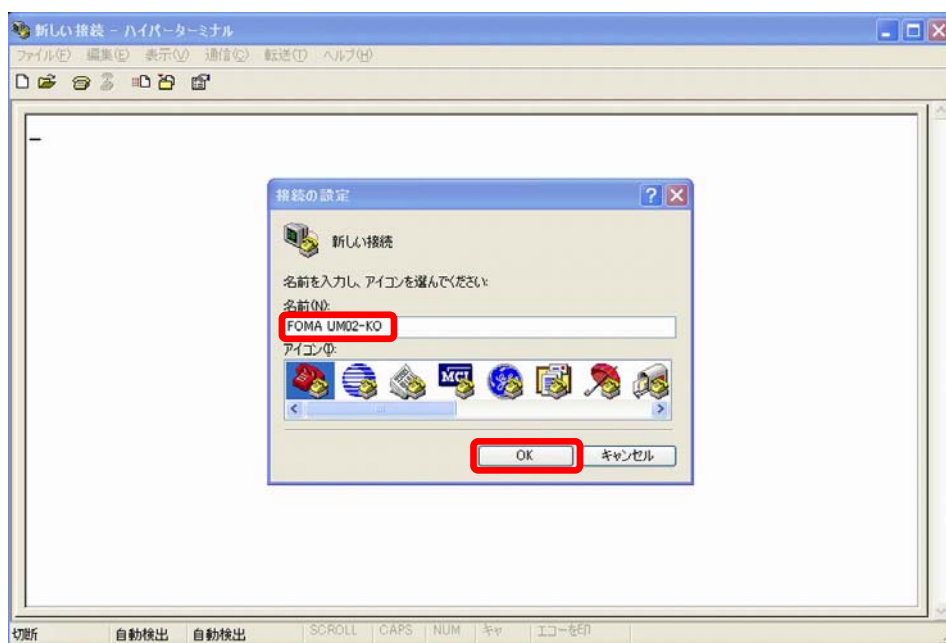 新しい接続 - ハイパーターミナル
ファイル(F) 編集(E) 表示(V) 通信(C) 転送(T) ヘルプ(H)
接続の設定
新しい接続
名前を入力し、アイコンを選んでください:
名前(N):
FOMA UM02-KO
アイコン(I):
MCI
OK キャンセル
切断 自動検出 自動検出 SCROLL CAPS NUM キャ エコーを印